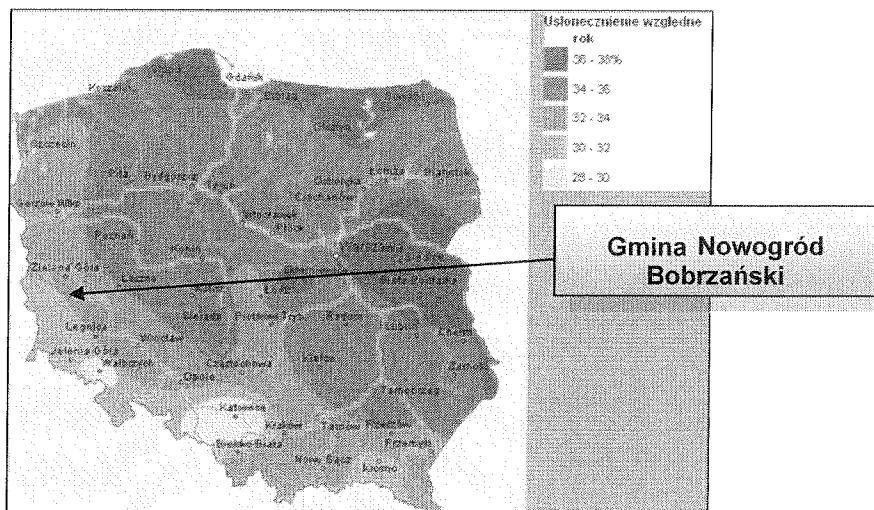 Usłonecznienie względne
rok
36 - 38%
34 - 36
32 - 34
30 - 32
28 - 30
Gmina Nowogród
Bobrzański
Gdańsk
Koszalin
Elbląg
Szczecin
Olsztyn
Piła
Bydgoszcz
Toruń
Ostrołęka
Łomża
Białystok
Ciechanów
Gorzów Wlkp
Włocławek
Płock
Poznań
Konin
Warszawa
Zielona Góra
Leszno
Kalisz
Łódź
Biała Podlaska
Sieradz
Piotrków Tryb.
Radom
Lublin
Chełm
Legnica
Wrocław
Jelenia Góra
Wałbrzych
Opole
Częstochowa
Kielce
Zamość
Tarnobrzeg
Katowice
Kraków
Tarnów
Rzeszów
Przemyśl
Bielsko-Biała
Nowy Sącz
Krosno